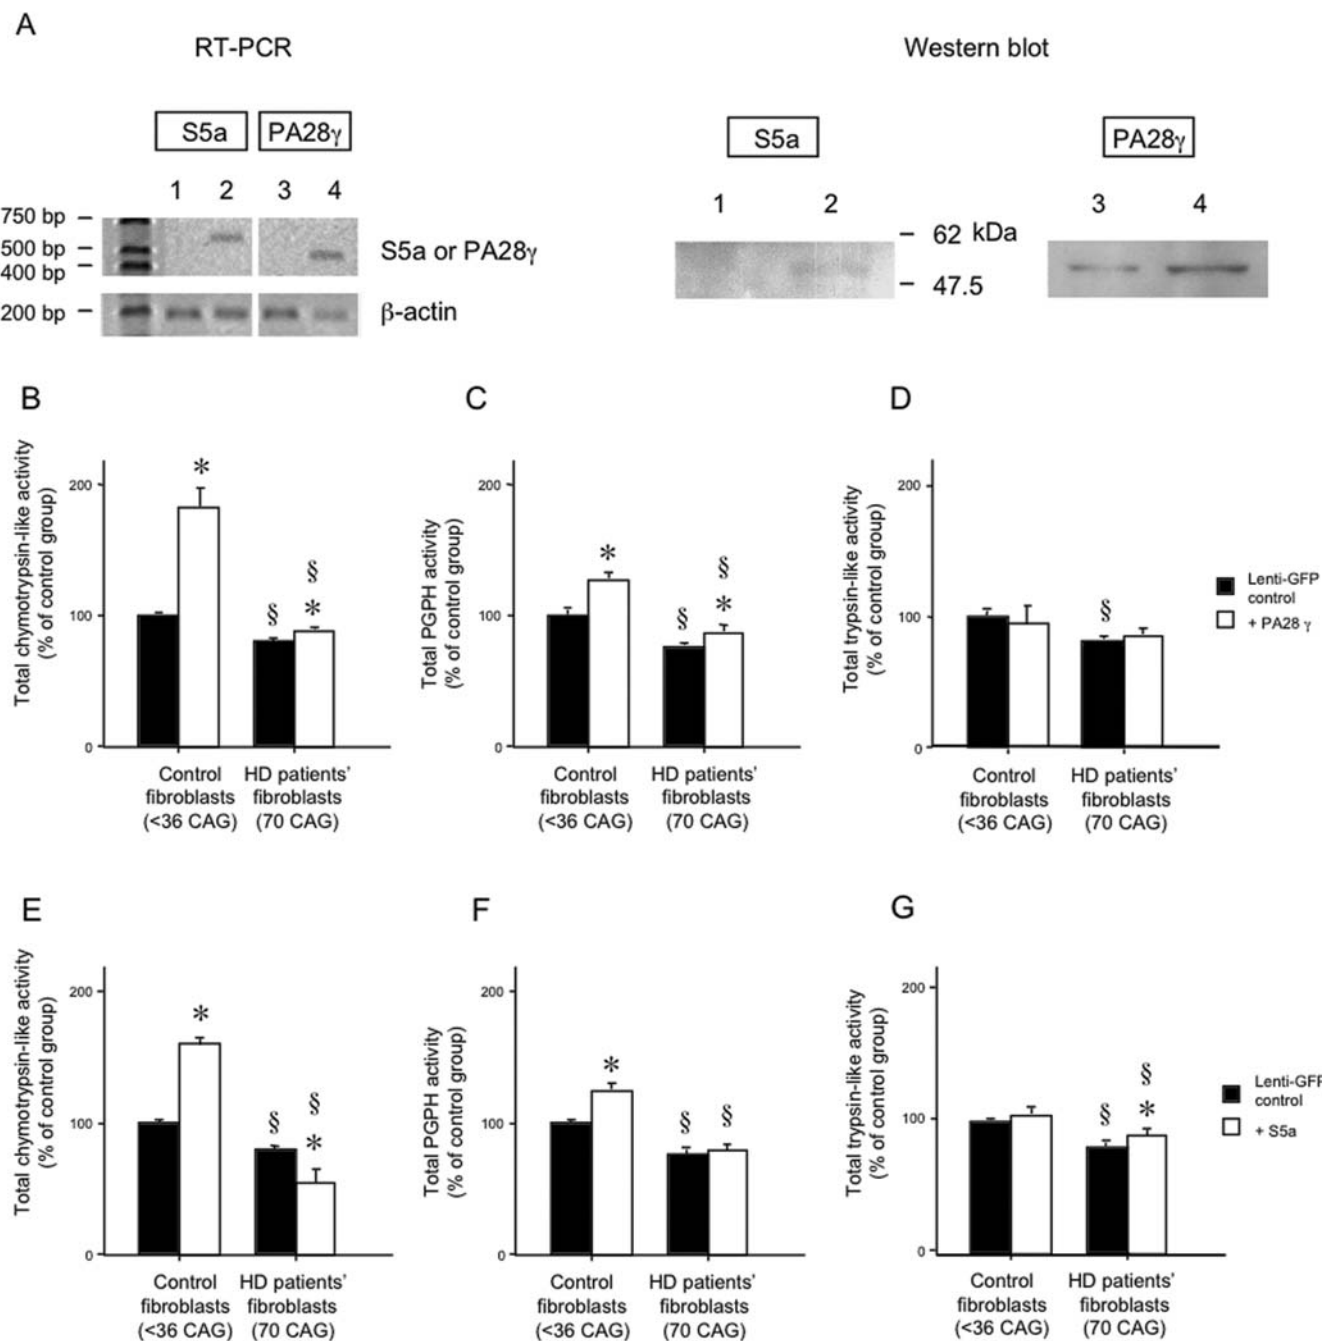 A
RT-PCR
Western blot
S5a
PA28γ
1 2 3 4
750 bp
500 bp
400 bp
200 bp
S5a or PA28γ
β-actin
S5a
PA28γ
1 2
3 4
62 kDa
47.5
B
Total chymotrypsin-like activity
(% of control group)
200
100
0
*
§
§
*
Control
fibroblasts
(<36 CAG)
HD patients'
fibroblasts
(70 CAG)
C
Total PGPH activity
(% of control group)
200
100
0
*
§
§
*
Control
fibroblasts
(<36 CAG)
HD patients'
fibroblasts
(70 CAG)
D
Total trypsin-like activity
(% of control group)
200
100
0
§
Control
fibroblasts
(<36 CAG)
HD patients'
fibroblasts
(70 CAG)
Lenti-GFP
control
+ PA28 γ
E
Total chymotrypsin-like activity
(% of control group)
200
100
0
*
§
§
*
Control
fibroblasts
(<36 CAG)
HD patients'
fibroblasts
(70 CAG)
F
Total PGPH activity
(% of control group)
200
100
0
*
§
§
Control
fibroblasts
(<36 CAG)
HD patients'
fibroblasts
(70 CAG)
G
Total trypsin-like activity
(% of control group)
200
100
0
§
§
*
Control
fibroblasts
(<36 CAG)
HD patients'
fibroblasts
(70 CAG)
Lenti-GFP
control
+ S5a